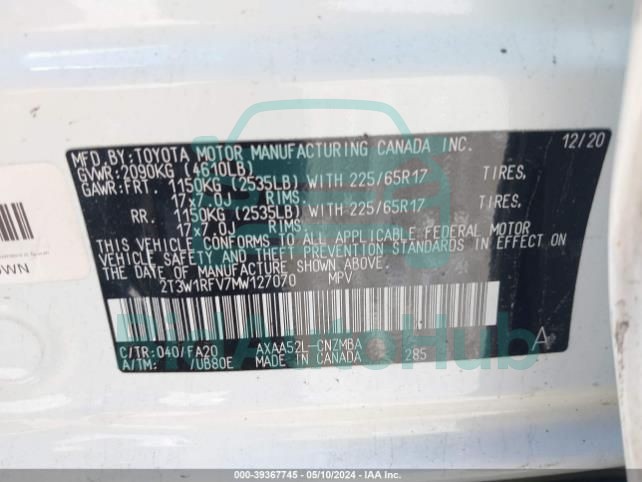 MFD.BY:TOYOTA MOTOR MANUFACTURING CANADA INC. 12/20
GVWR:2090KG (4610LB)
GAWR:FRT. 1150KG (2535LB) WITH 225/65R17 TIRES,
17x7.0J RIMS,
RR. 1150KG (2535LB) WITH 225/65R17 TIRES,
17x7.0J RIMS,
THIS VEHICLE CONFORMS TO ALL APPLICABLE FEDERAL MOTOR
VEHICLE SAFETY AND THEFT PREVENTION STANDARDS IN EFFECT ON
THE DATE OF MANUFACTURE SHOWN ABOVE.
2T3W1RFV7MW127070 MPV
C/TR:040/FA20 AXAA52L-CNZMBA A
A/TM: /UB80E MADE IN CANADA 285
OWN
000-39367745 - 05/10/2024 - IAA Inc.